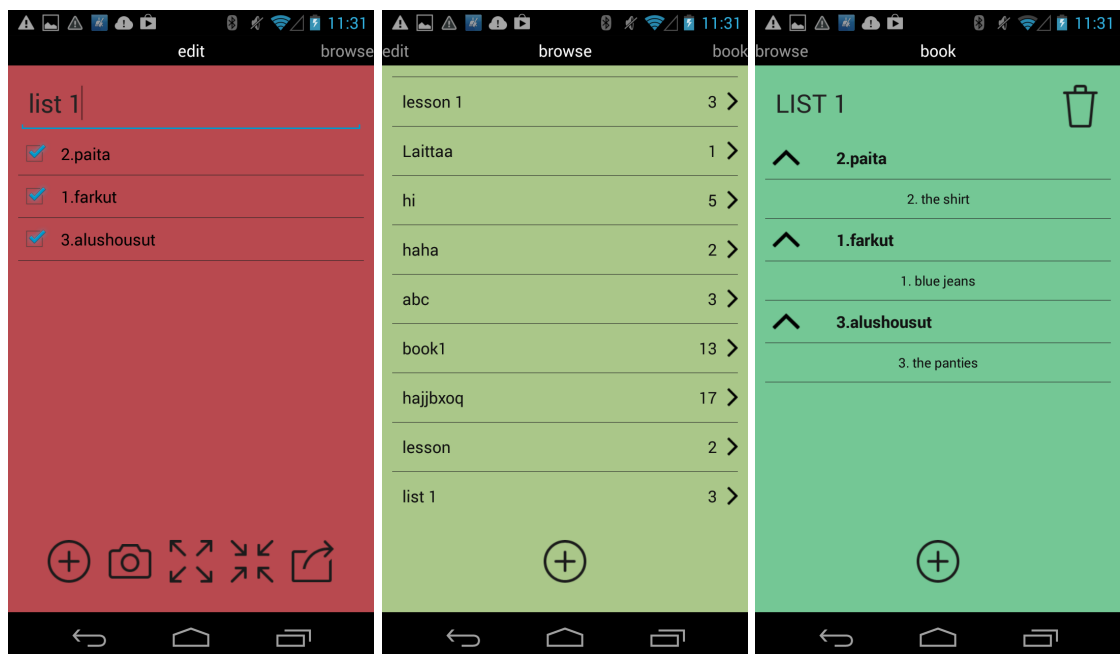 11:31
edit browse
list 1
2.paita
1.farkut
3.alushousut
11:31
edit browse book
lesson 1 3
Laittaa 1
hi 5
haha 2
abc 3
book1 13
hajjbxoq 17
lesson 2
list 1 3
11:31
browse book
LIST 1
2.paita
2. the shirt
1.farkut
1. blue jeans
3.alushousut
3. the panties